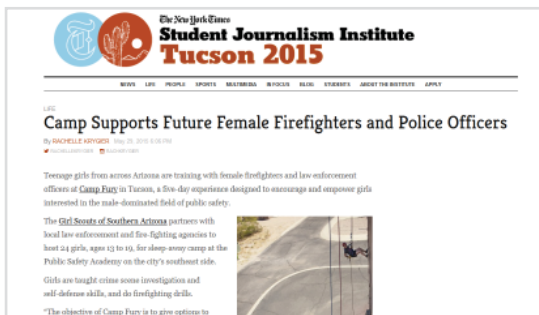 The New York Times
Student Journalism Institute
Tucson 2015
NEWS LIFE PEOPLE SPORTS MULTIMEDIA IN FOCUS BLOG STUDENTS ABOUT THE INSTITUTE APPLY
LIFE
Camp Supports Future Female Firefighters and Police Officers
By RACHELLE KRYGIER
Teenage girls from across Arizona are training with female firefighters and law enforcement
officers at Camp Fury in Tucson, a five-day experience designed to encourage and empower girls
interested in the male-dominated field of public safety.
The Girl Scouts of Southern Arizona partners with
local law enforcement and fire-fighting agencies to
host 24 girls, ages 13 to 19, for sleep-away camp at the
Public Safety Academy on the city's southeast side.
Girls are taught crime scene investigation and
self-defense skills, and do firefighting drills.
"The objective of Camp Fury is to give options to